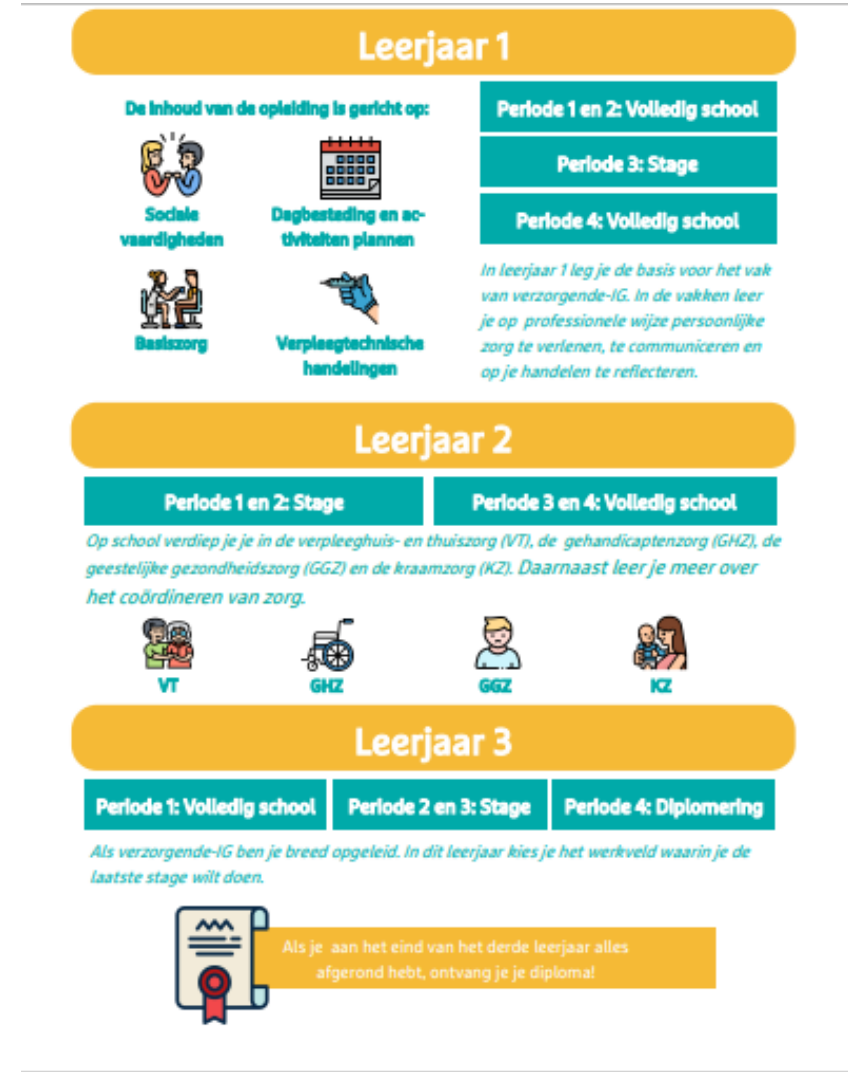 Leerjaar 1
De inhoud van de opleiding is gericht op:
Sociale
vaardigheden
Dagbesteding en ac-
tiviteiten plannen
Basiszorg
Verpleegtechnische
handelingen
Periode 1 en 2: Volledig school
Periode 3: Stage
Periode 4: Volledig school
In leerjaar 1 leg je de basis voor het vak
van verzorgende-IG. In de vakken leer
je op professionele wijze persoonlijke
zorg te verlenen, te communiceren en
op je handelen te reflecteren.
Leerjaar 2
Periode 1 en 2: Stage
Periode 3 en 4: Volledig school
Op school verdiep je je in de verpleeghuis- en thuiszorg (VT), de gehandicaptenzorg (GHZ), de
geestelijke gezondheidszorg (GGZ) en de kraamzorg (KZ). Daarnaast leer je meer over
het coördineren van zorg.
VT
GHZ
GGZ
KZ
Leerjaar 3
Periode 1: Volledig school
Periode 2 en 3: Stage
Periode 4: Diplomering
Als verzorgende-IG ben je breed opgeleid. In dit leerjaar kies je het werkveld waarin je de
laatste stage wilt doen.
Als je aan het eind van het derde leerjaar alles
afgerond hebt, ontvang je je diploma!